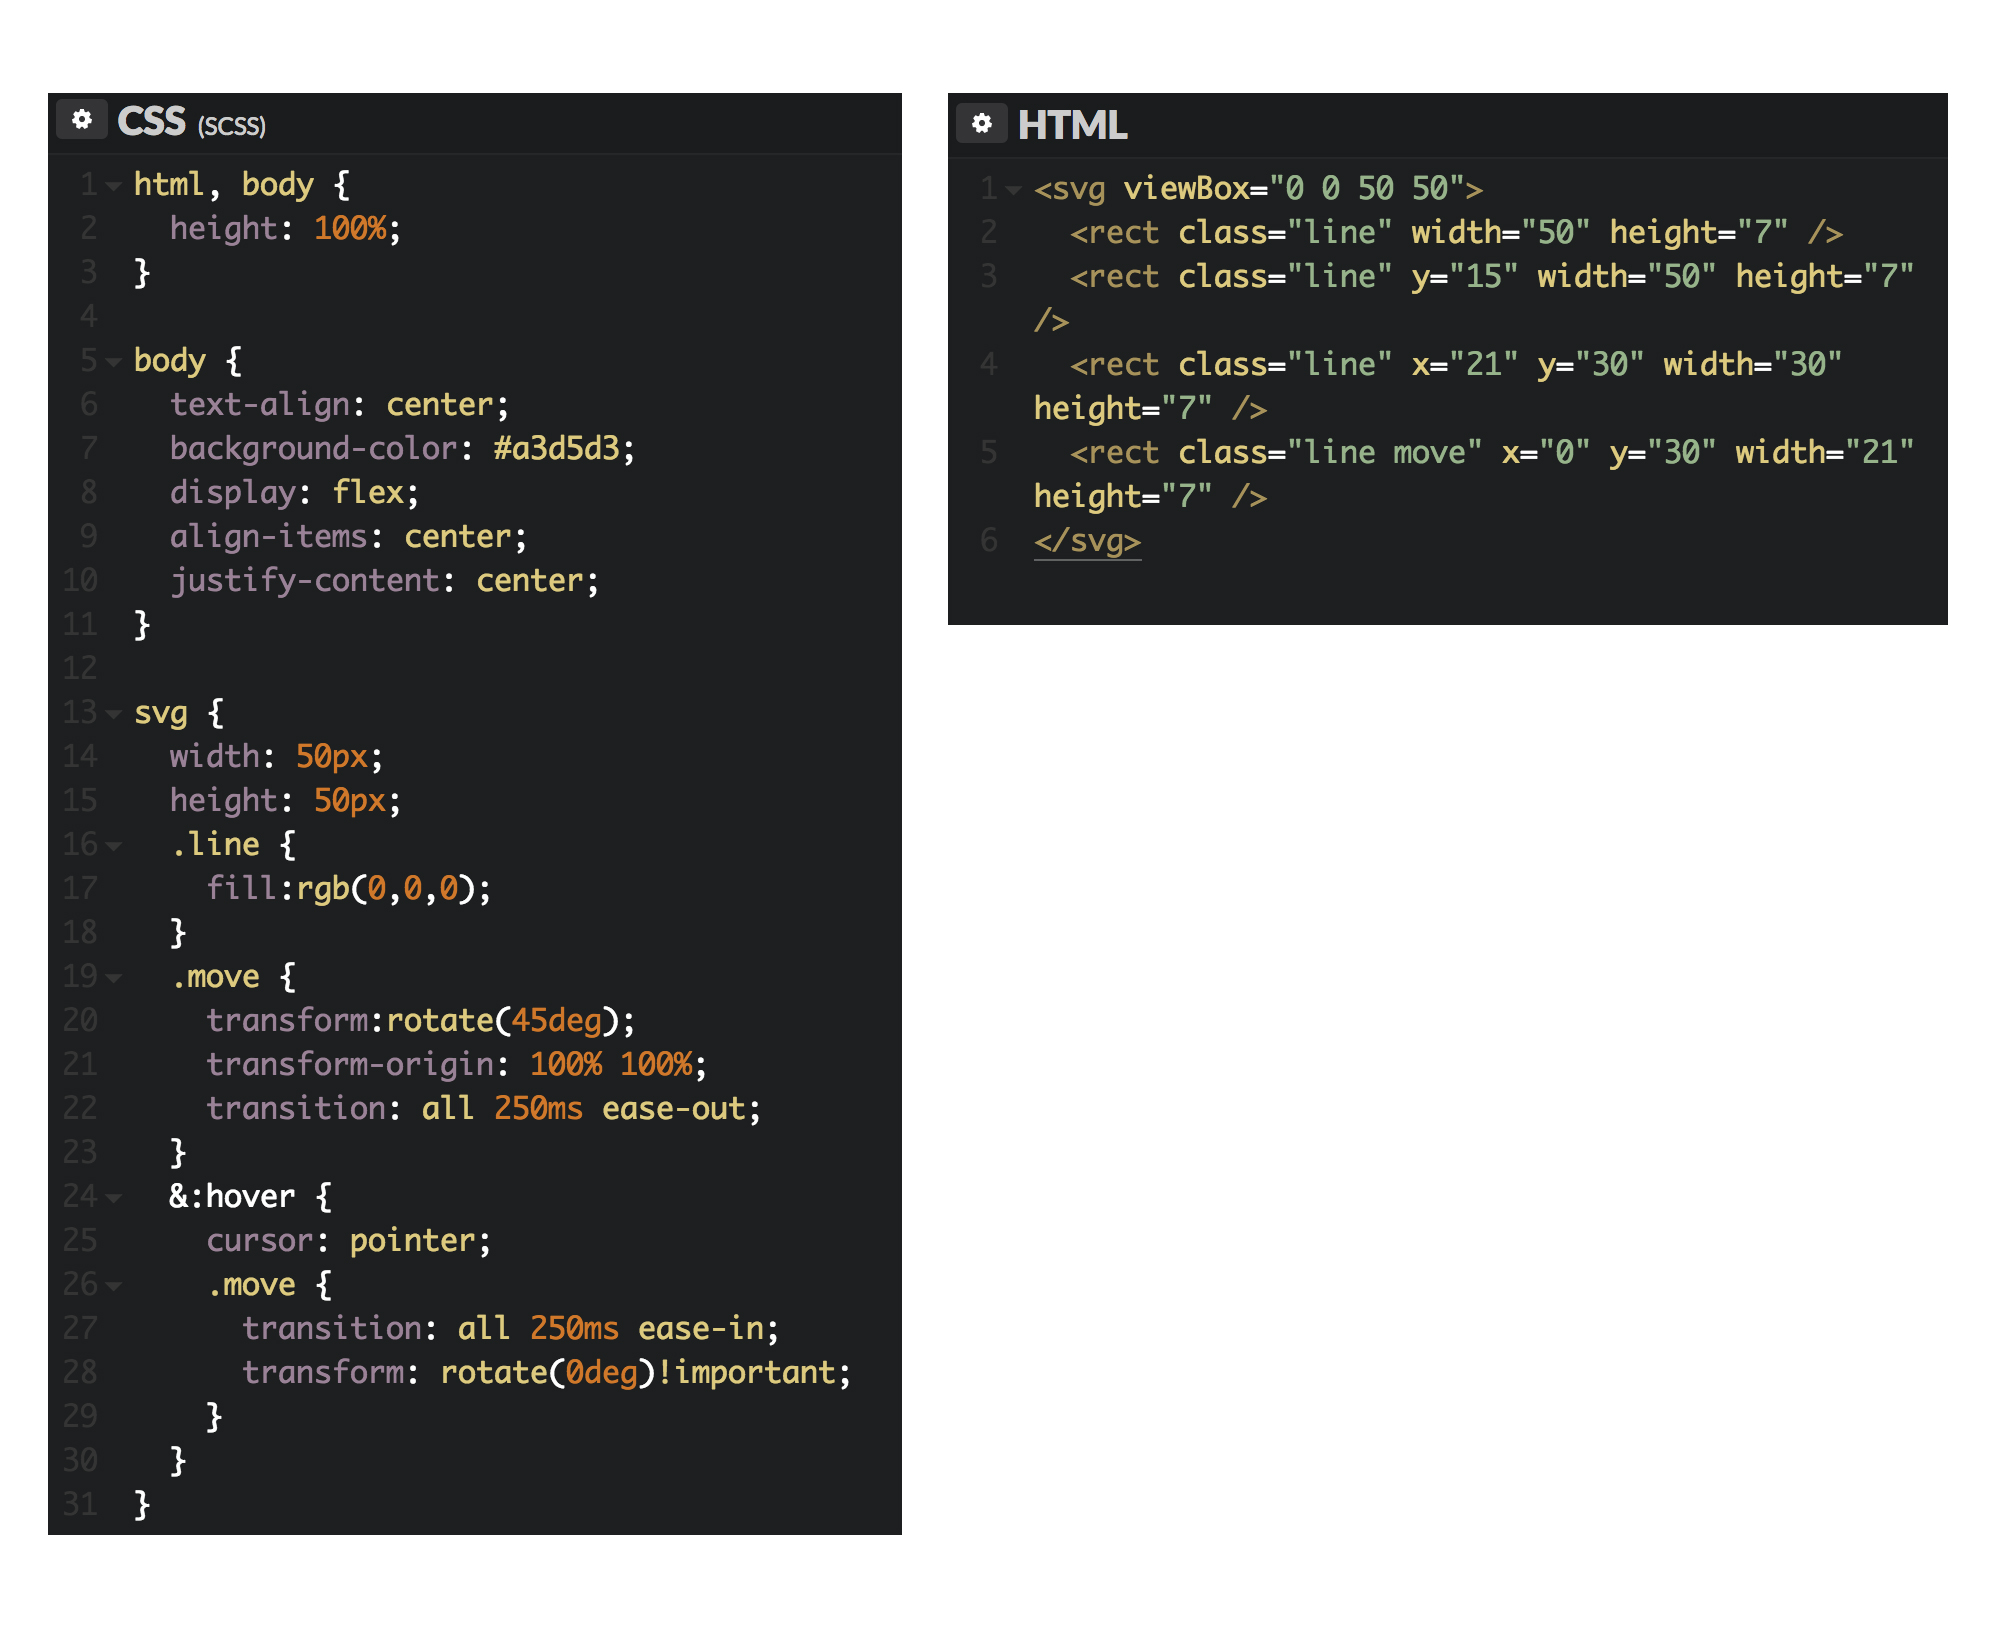 CSS (SCSS)
1 html, body {
2   height: 100%;
3 }
4
5 body {
6   text-align: center;
7   background-color: #a3d5d3;
8   display: flex;
9   align-items: center;
10   justify-content: center;
11 }
12
13 svg {
14   width: 50px;
15   height: 50px;
16   .line {
17     fill:rgb(0,0,0);
18   }
19   .move {
20     transform:rotate(45deg);
21     transform-origin: 100% 100%;
22     transition: all 250ms ease-out;
23   }
24   &:hover {
25     cursor: pointer;
26     .move {
27       transition: all 250ms ease-in;
28       transform: rotate(0deg)!important;
29     }
30   }
31 }
HTML
1 <svg viewBox="0 0 50 50">
2   <rect class="line" width="50" height="7" />
3   <rect class="line" y="15" width="50" height="7"
/>
4   <rect class="line" x="21" y="30" width="30"
height="7" />
5   <rect class="line move" x="0" y="30" width="21"
height="7" />
6 </svg>